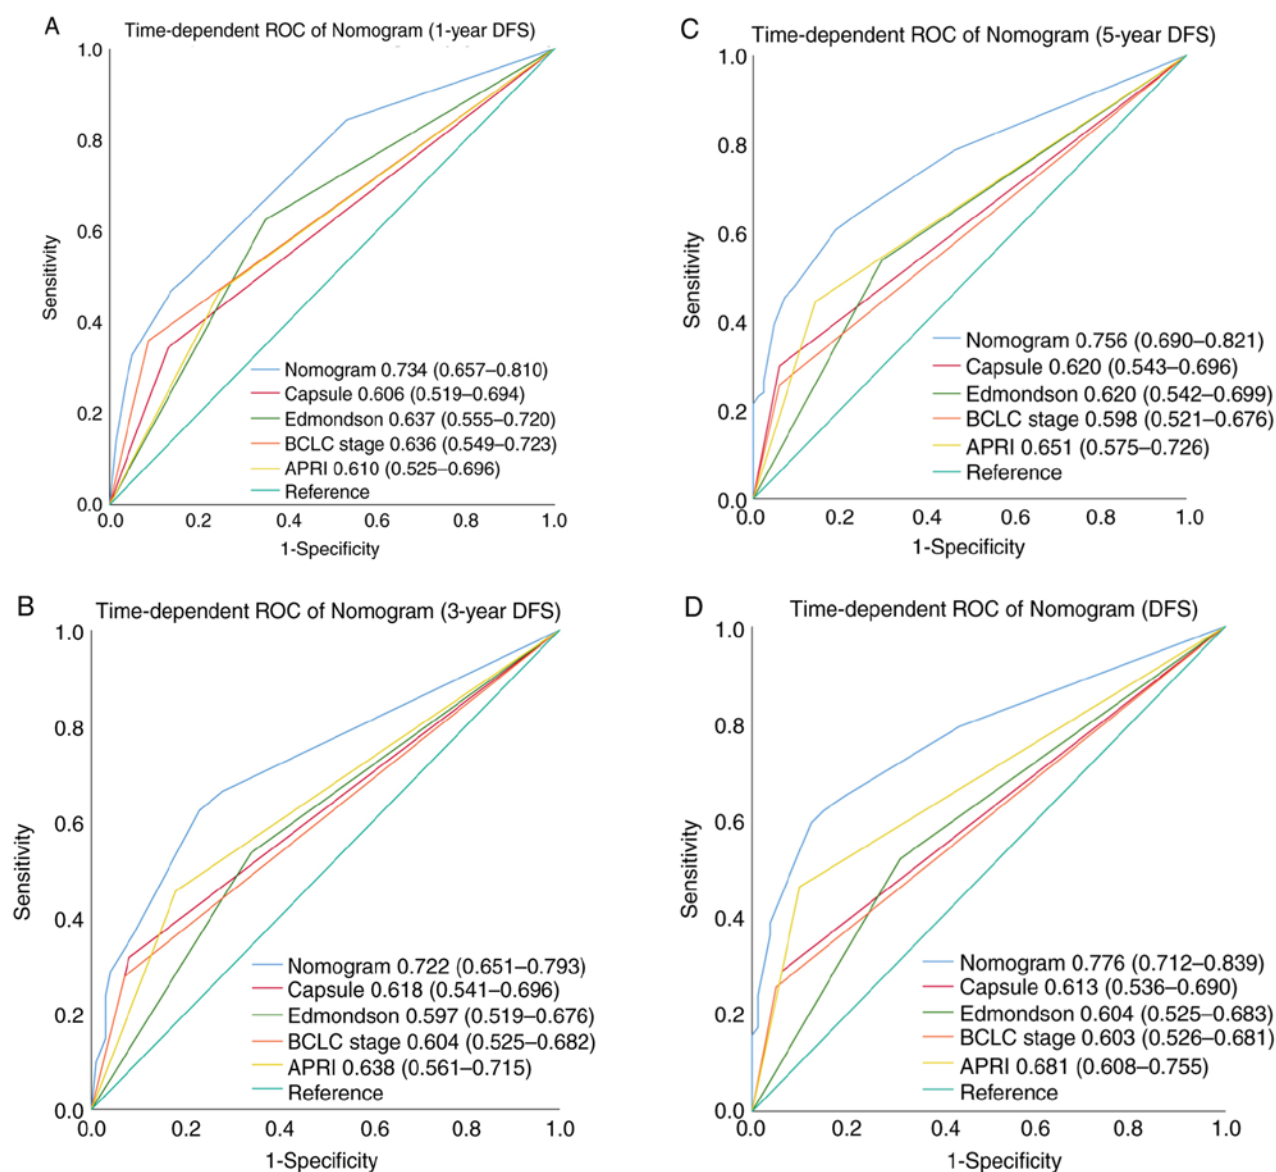 A
Time-dependent ROC of Nomogram (1-year DFS)
1.0
0.8
0.6
0.4
0.2
0.0
Sensitivity
Nomogram 0.734 (0.657–0.810)
Capsule 0.606 (0.519–0.694)
Edmondson 0.637 (0.555–0.720)
BCLC stage 0.636 (0.549–0.723)
APRI 0.610 (0.525–0.696)
Reference
0.0 0.2 0.4 0.6 0.8 1.0
1-Specificity
C
Time-dependent ROC of Nomogram (5-year DFS)
1.0
0.8
0.6
0.4
0.2
0.0
Sensitivity
Nomogram 0.756 (0.690–0.821)
Capsule 0.620 (0.543–0.696)
Edmondson 0.620 (0.542–0.699)
BCLC stage 0.598 (0.521–0.676)
APRI 0.651 (0.575–0.726)
Reference
0.0 0.2 0.4 0.6 0.8 1.0
1-Specificity
B
Time-dependent ROC of Nomogram (3-year DFS)
1.0
0.8
0.6
0.4
0.2
0.0
Sensitivity
Nomogram 0.722 (0.651–0.793)
Capsule 0.618 (0.541–0.696)
Edmondson 0.597 (0.519–0.676)
BCLC stage 0.604 (0.525–0.682)
APRI 0.638 (0.561–0.715)
Reference
0.0 0.2 0.4 0.6 0.8 1.0
1-Specificity
D
Time-dependent ROC of Nomogram (DFS)
1.0
0.8
0.6
0.4
0.2
0.0
Sensitivity
Nomogram 0.776 (0.712–0.839)
Capsule 0.613 (0.536–0.690)
Edmondson 0.604 (0.525–0.683)
BCLC stage 0.603 (0.526–0.681)
APRI 0.681 (0.608–0.755)
Reference
0.0 0.2 0.4 0.6 0.8 1.0
1-Specificity